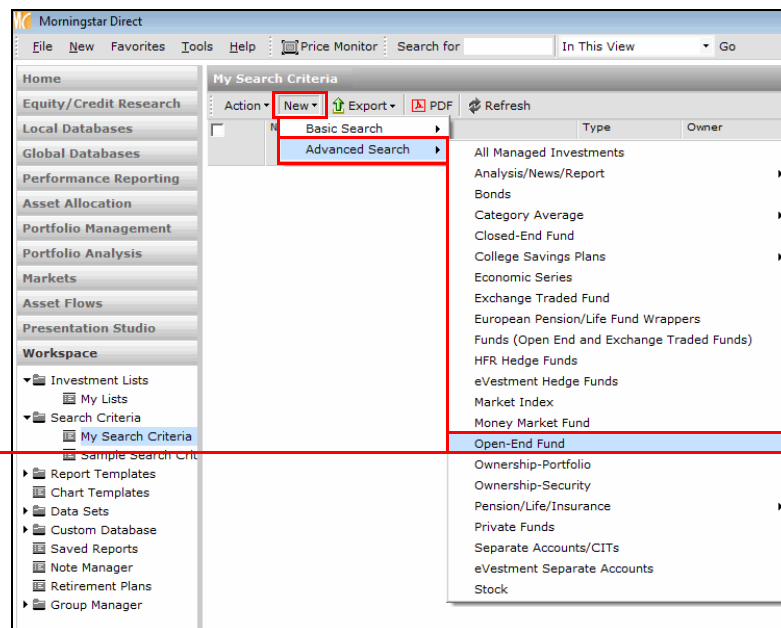 Morningstar Direct
File New Favorites Tools Help Price Monitor Search for In This View Go
Home
Equity/Credit Research
Local Databases
Global Databases
Performance Reporting
Asset Allocation
Portfolio Management
Portfolio Analysis
Markets
Asset Flows
Presentation Studio
Workspace
Investment Lists
My Lists
Search Criteria
My Search Criteria
Sample Search Crit
Report Templates
Chart Templates
Data Sets
Custom Database
Saved Reports
Note Manager
Retirement Plans
Group Manager
My Search Criteria
Action New Export PDF Refresh
N Type Owner
Basic Search
Advanced Search
All Managed Investments
Analysis/News/Report
Bonds
Category Average
Closed-End Fund
College Savings Plans
Economic Series
Exchange Traded Fund
European Pension/Life Fund Wrappers
Funds (Open End and Exchange Traded Funds)
HFR Hedge Funds
eVestment Hedge Funds
Market Index
Money Market Fund
Open-End Fund
Ownership-Portfolio
Ownership-Security
Pension/Life/Insurance
Private Funds
Separate Accounts/CITs
eVestment Separate Accounts
Stock